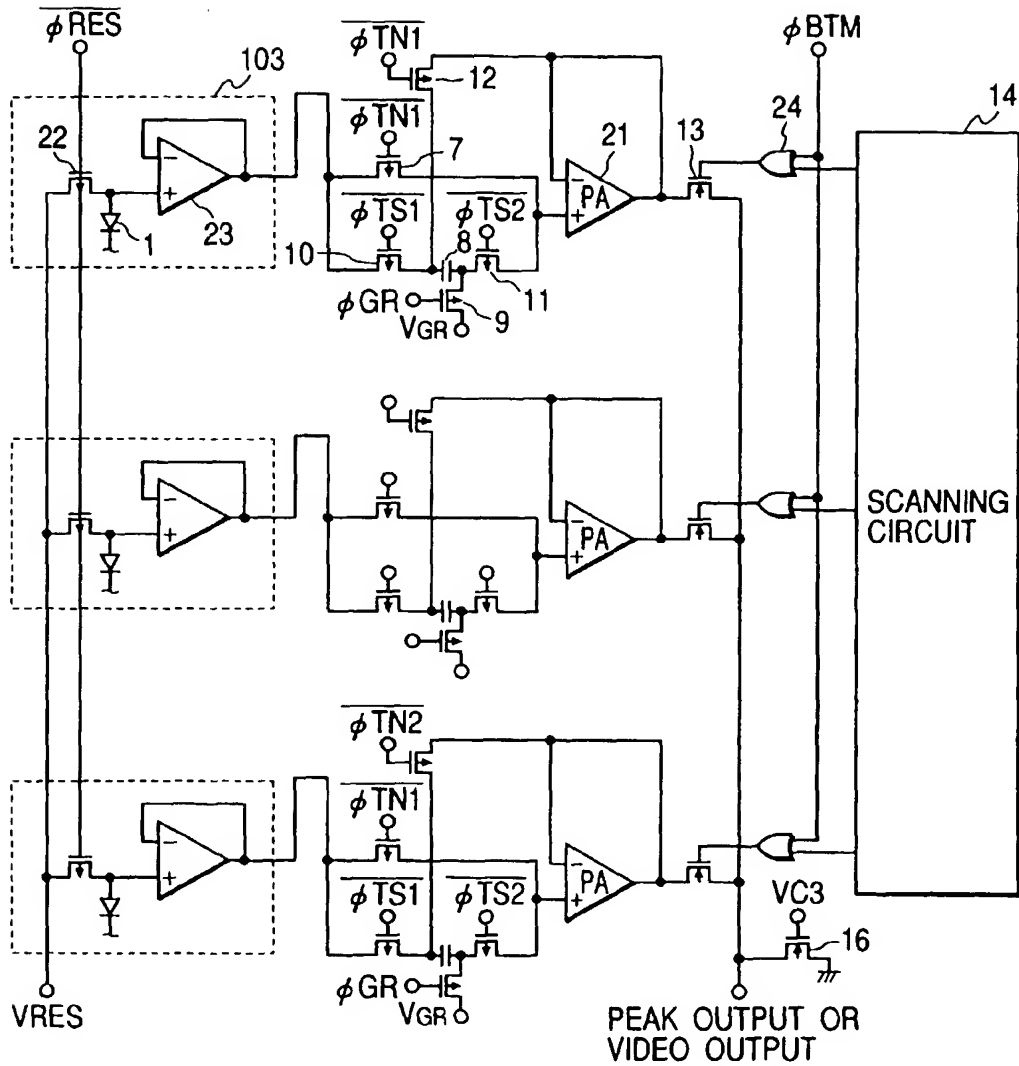 φRES
103
22
23
1
φTN1
12
φTN1
7
φTS1
10
φTS2
8
11
φGR
9
VGR
21
PA
13
24
φBTM
14
SCANNING
CIRCUIT
PA
φTN2
φTN1
φTS1
φTS2
φGR
VGR
PA
VC3
16
VRES
PEAK OUTPUT OR
VIDEO OUTPUT